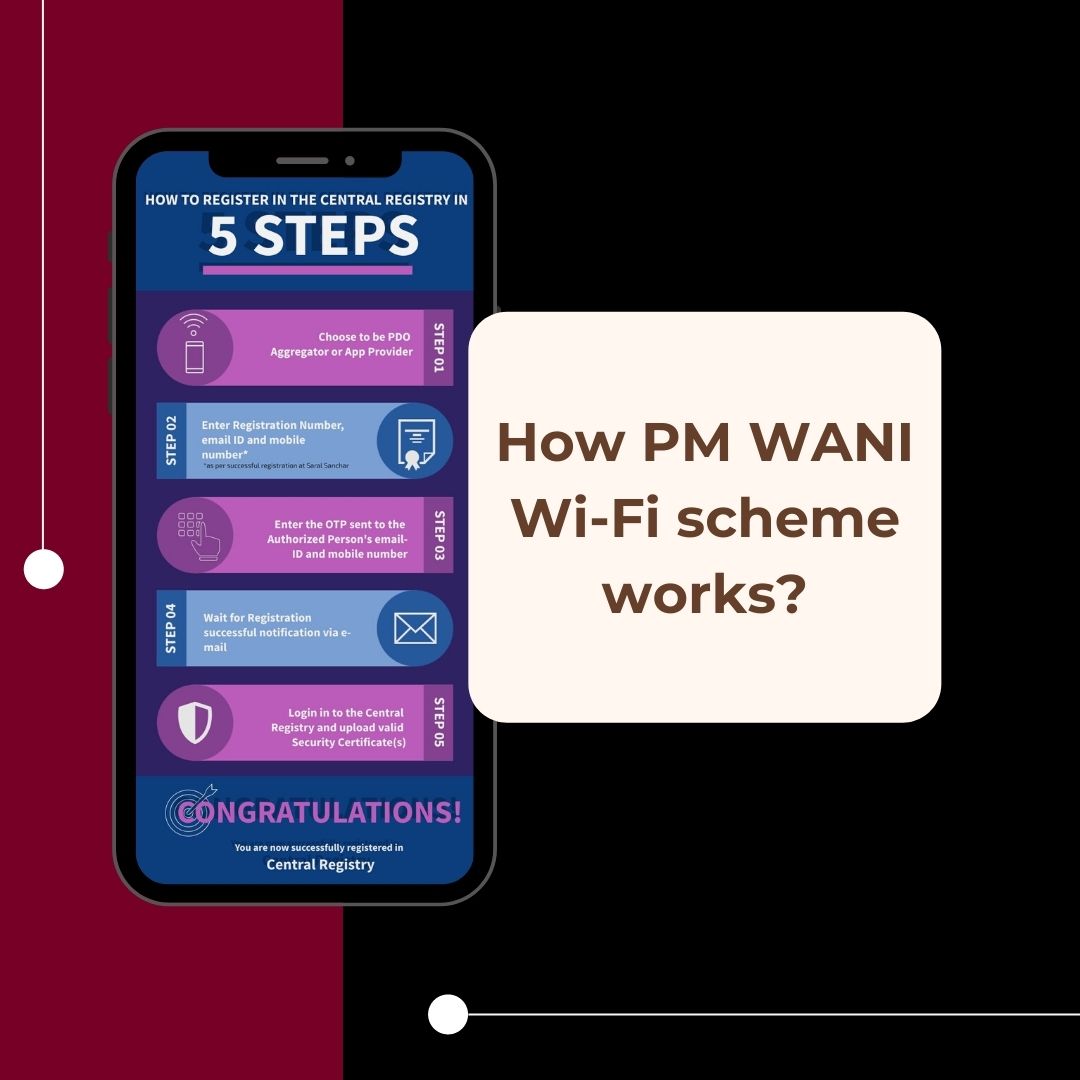 HOW TO REGISTER IN THE CENTRAL REGISTRY IN
5 STEPS
Choose to be PDO
Aggregator or App Provider
STEP 01
STEP 02
Enter Registration Number,
email ID and mobile
number*
*as per successful registration at Saral Sanchar
Enter the OTP sent to the
Authorized Person's email-
ID and mobile number
STEP 03
STEP 04
Wait for Registration
successful notification via e-
mail
Login in to the Central
Registry and upload valid
Security Certificate(s)
STEP 05
CONGRATULATIONS!
You are now successfully registered in
Central Registry
How PM WANI
Wi-Fi scheme
works?